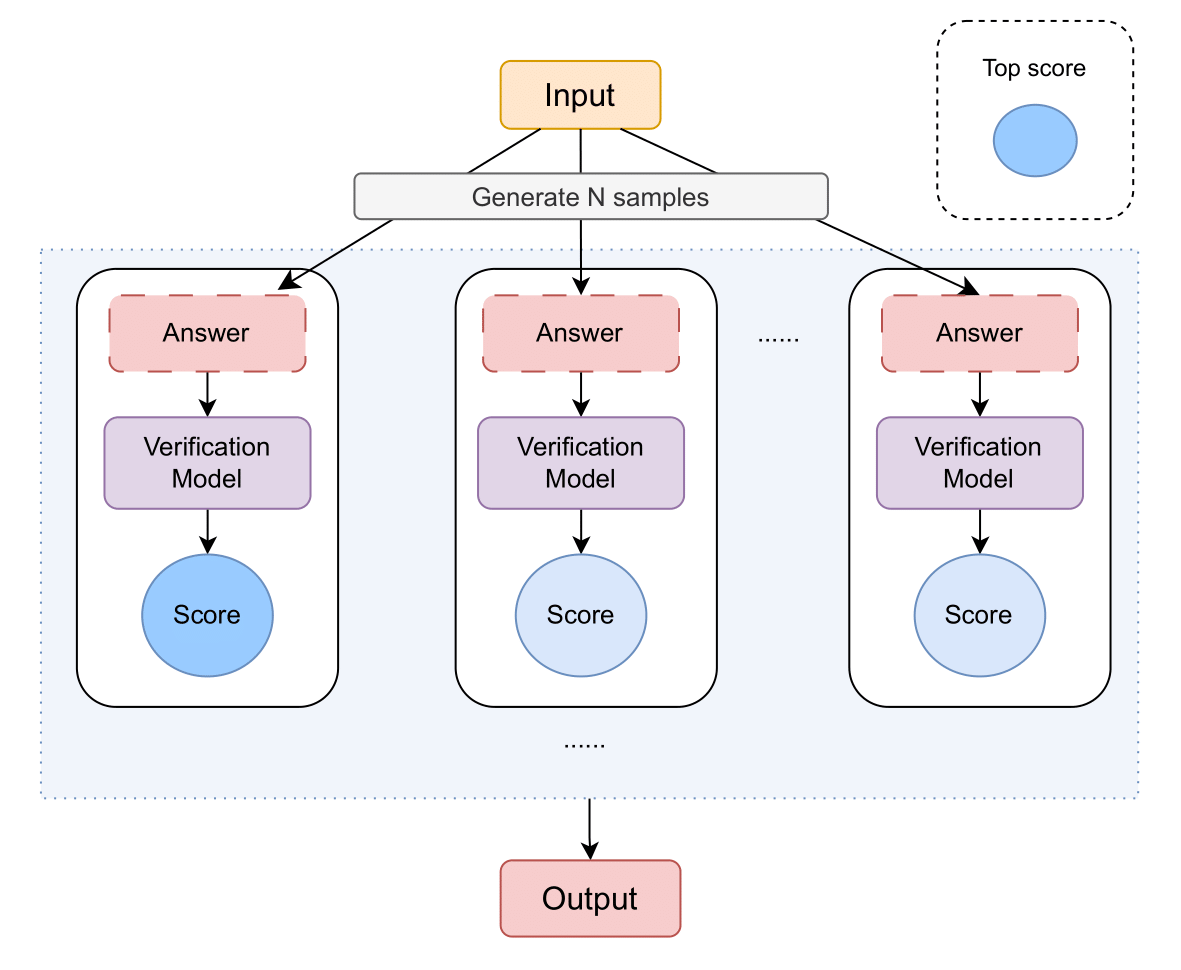 Top score
Input
Generate N samples
Answer
Answer
......
Answer
Verification
Model
Verification
Model
Verification
Model
Score
Score
Score
......
Output